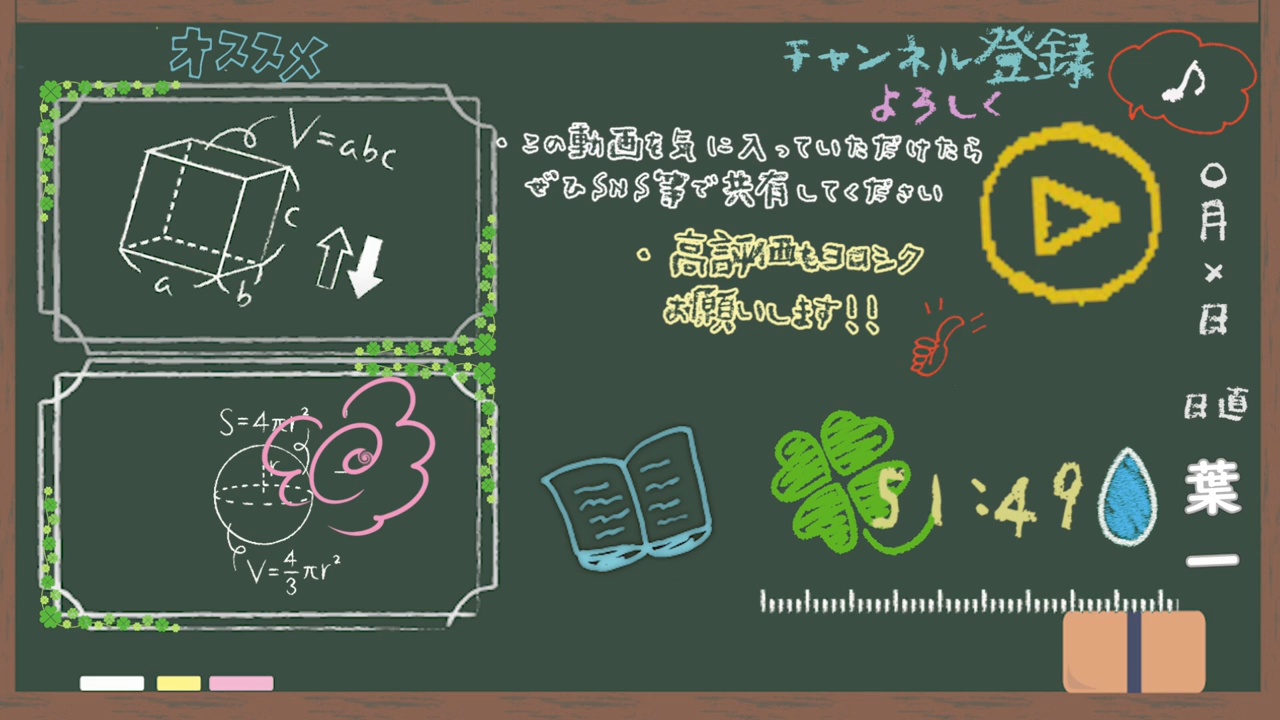 オススメ
V=abc
c
a
b
S=4πr²
r
V=4/3πr²
チャンネル登録
よろしく
・この動画を気に入っていただけたら
ぜひSNS等で共有してください
・高評価もヨロシク
お願いします!!
51:49
〇月×日
日直
葉一